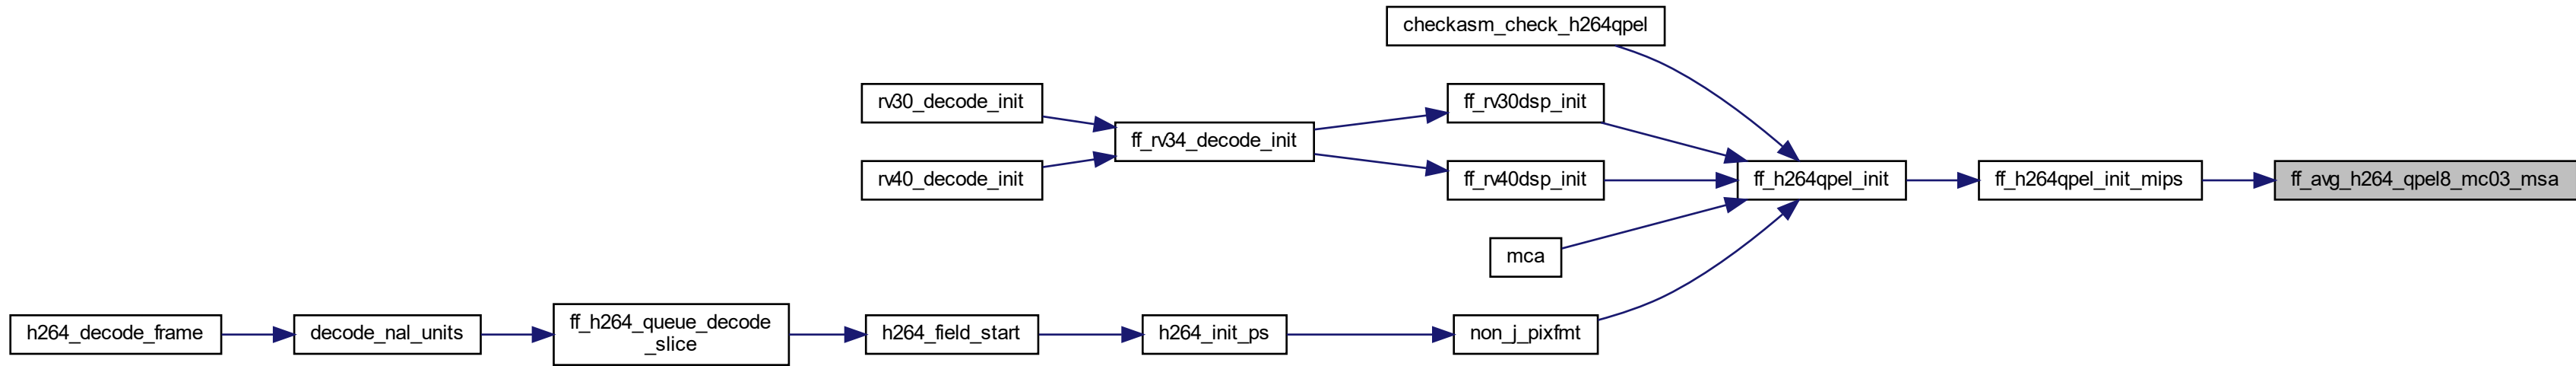 checkasm_check_h264qpel
rv30_decode_init
ff_rv30dsp_init
ff_rv34_decode_init
rv40_decode_init
ff_rv40dsp_init
ff_h264qpel_init
ff_h264qpel_init_mips
ff_avg_h264_qpel8_mc03_msa
mca
h264_decode_frame
decode_nal_units
ff_h264_queue_decode
_slice
h264_field_start
h264_init_ps
non_j_pixfmt